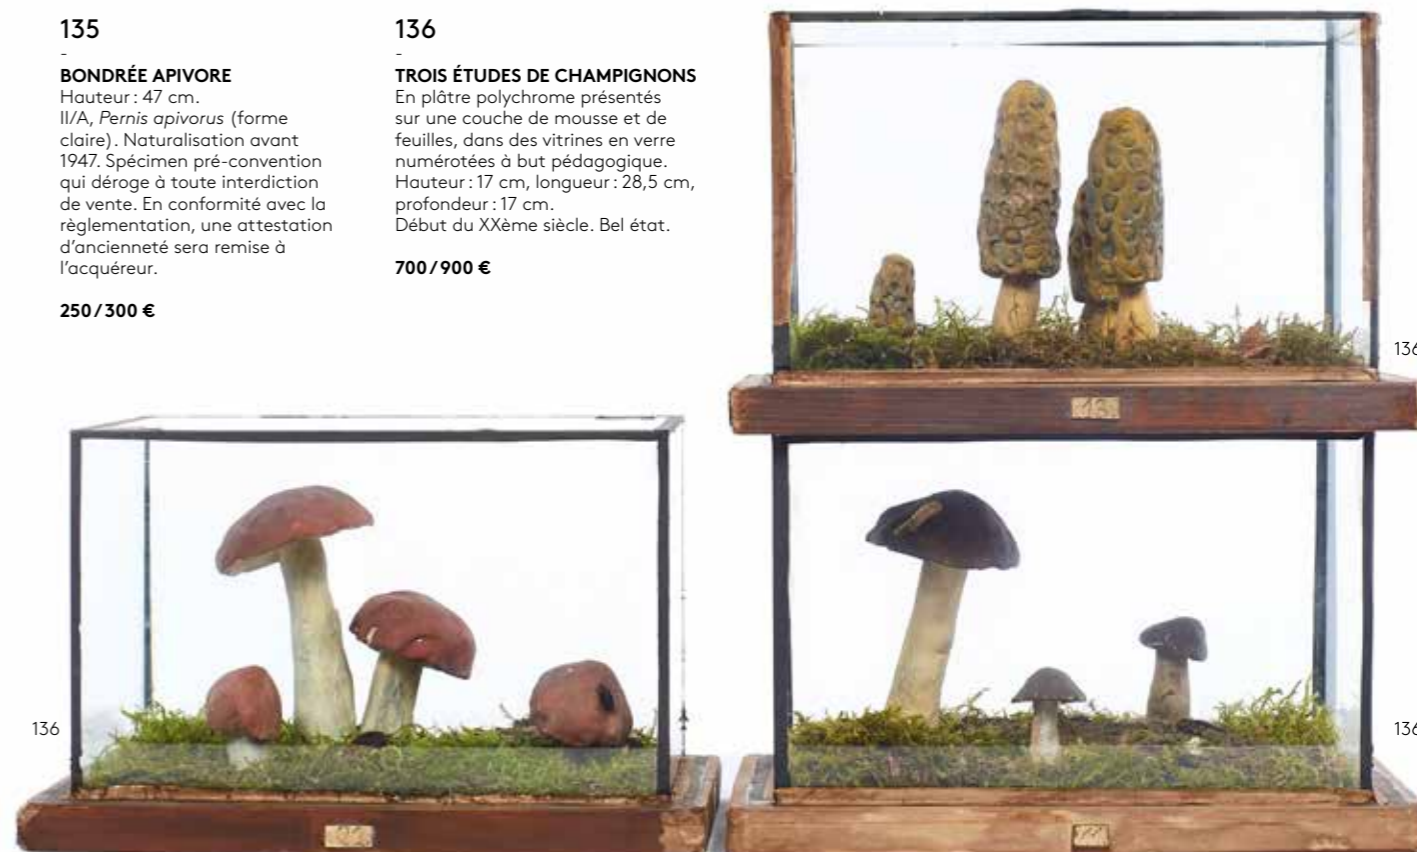 135
-
BONDRÉE APIVORE
Hauteur : 47 cm.
II/A, Pernis apivorus (forme
claire). Naturalisation avant
1947. Spécimen pré-convention
qui déroge à toute interdiction
de vente. En conformité avec la
règlementation, une attestation
d’ancienneté sera remise à
l’acquéreur.
250 / 300 €
136
-
TROIS ÉTUDES DE CHAMPIGNONS
En plâtre polychrome présentés
sur une couche de mousse et de
feuilles, dans des vitrines en verre
numérotées à but pédagogique.
Hauteur : 17 cm, longueur : 28,5 cm,
profondeur : 17 cm.
Début du XXème siècle. Bel état.
700 / 900 €
136
13
136
136